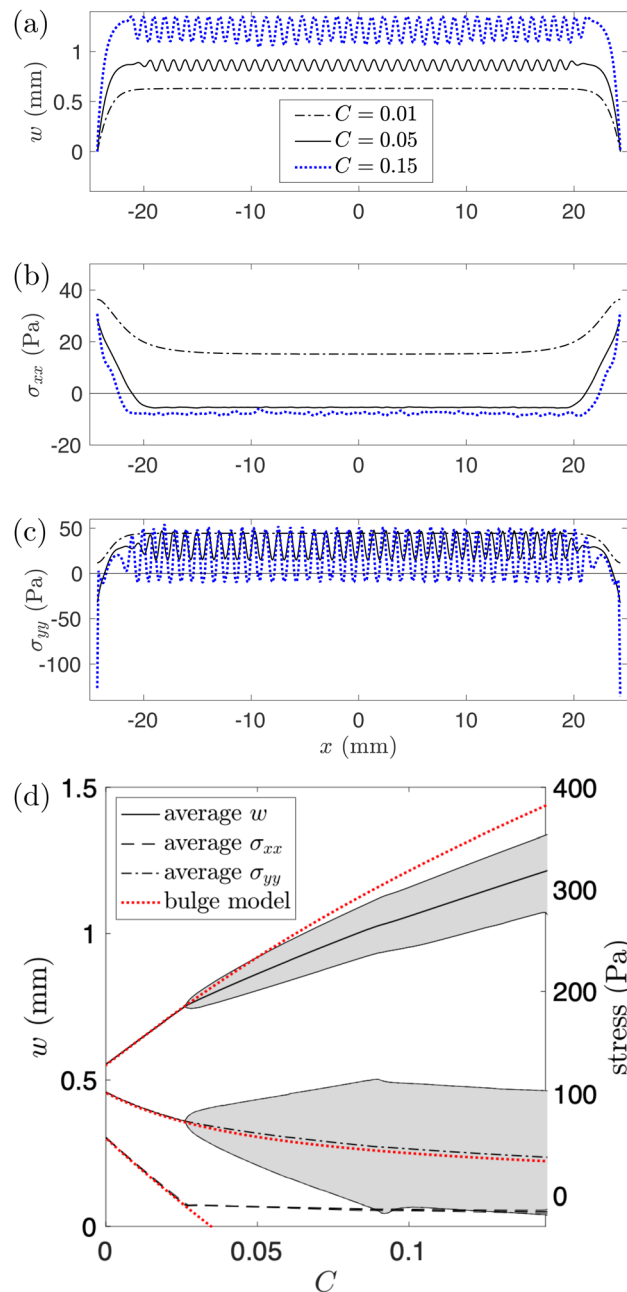 (a)
1
0.5
0
w (mm)
C = 0.01
C = 0.05
C = 0.15
-20 -10 0 10 20
(b)
40
20
0
-20
σxx (Pa)
-20 -10 0 10 20
(c)
50
0
-50
-100
σyy (Pa)
-20 -10 0 10 20
x (mm)
(d)
1.5
1
0.5
0
w (mm)
average w
average σxx
average σyy
bulge model
400
300
200
100
0
stress (Pa)
0 0.05 0.1
C